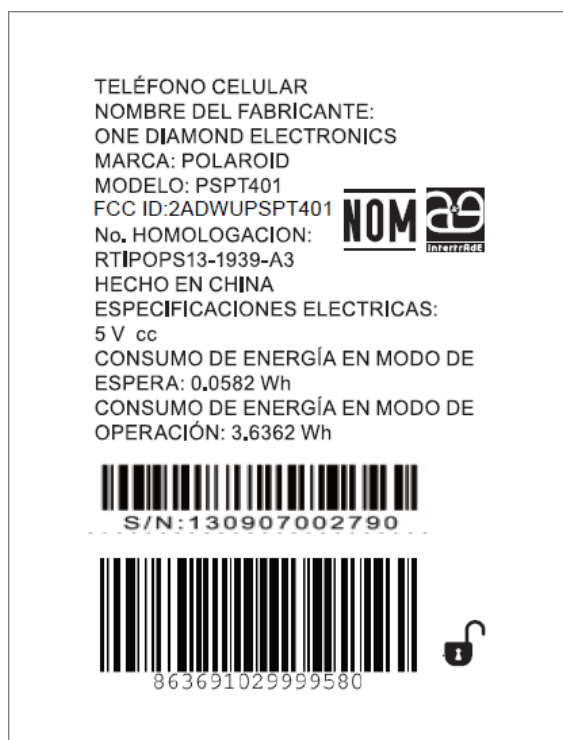 TELÉFONO CELULAR
NOMBRE DEL FABRICANTE:
ONE DIAMOND ELECTRONICS
MARCA: POLAROID
MODELO: PSPT401
FCC ID:2ADWUPSPT401
No. HOMOLOGACION:
RTIPOPS13-1939-A3
NOM
a&e
IntertrAdE
HECHO EN CHINA
ESPECIFICACIONES ELECTRICAS:
5 V cc
CONSUMO DE ENERGÍA EN MODO DE
ESPERA: 0.0582 Wh
CONSUMO DE ENERGÍA EN MODO DE
OPERACIÓN: 3.6362 Wh
S/N:130907002790
863691029999580